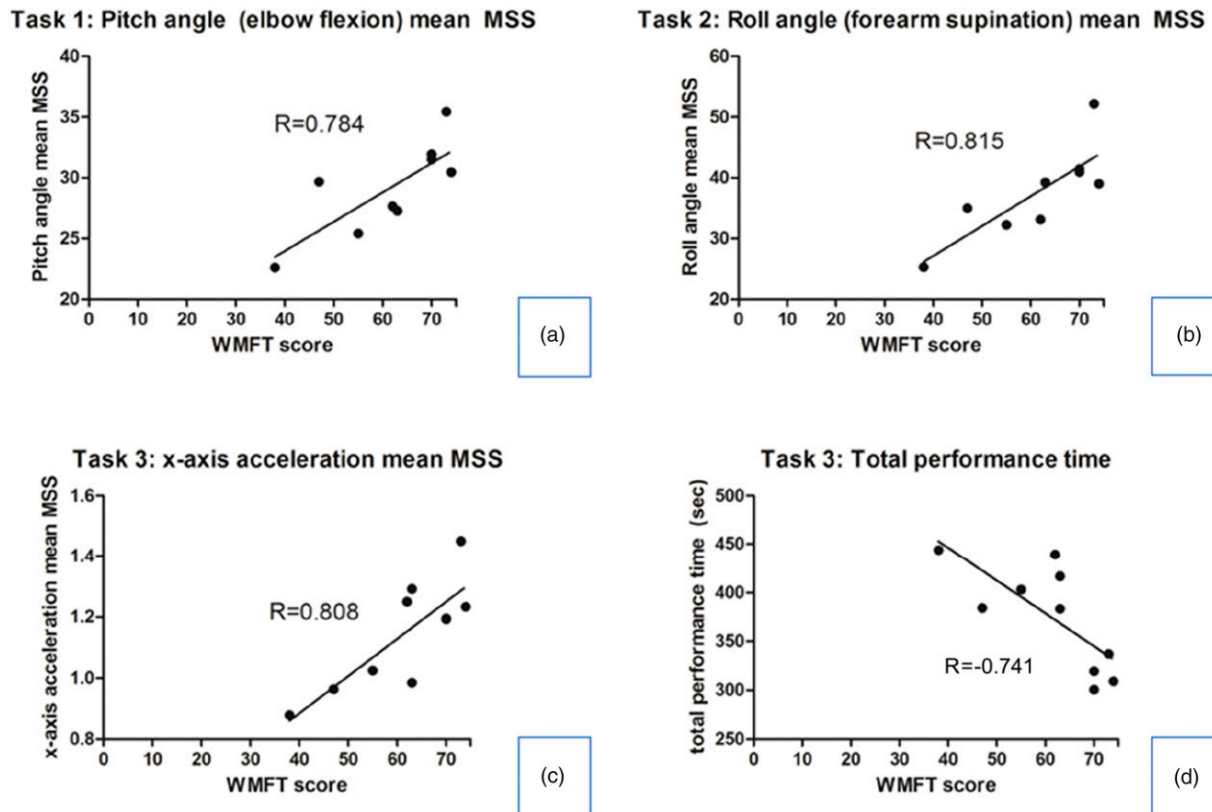 Task 1: Pitch angle (elbow flexion) mean MSS
Pitch angle mean MSS
40
35
30
25
20
R=0.784
0 10 20 30 40 50 60 70
WMFT score
(a)
Task 2: Roll angle (forearm supination) mean MSS
Roll angle mean MSS
60
50
40
30
20
R=0.815
0 10 20 30 40 50 60 70
WMFT score
(b)
Task 3: x-axis acceleration mean MSS
x-axis acceleration mean MSS
1.6
1.4
1.2
1.0
0.8
R=0.808
0 10 20 30 40 50 60 70
WMFT score
(c)
Task 3: Total performance time
total performance time (sec)
500
450
400
350
300
250
R=-0.741
0 10 20 30 40 50 60 70
WMFT score
(d)